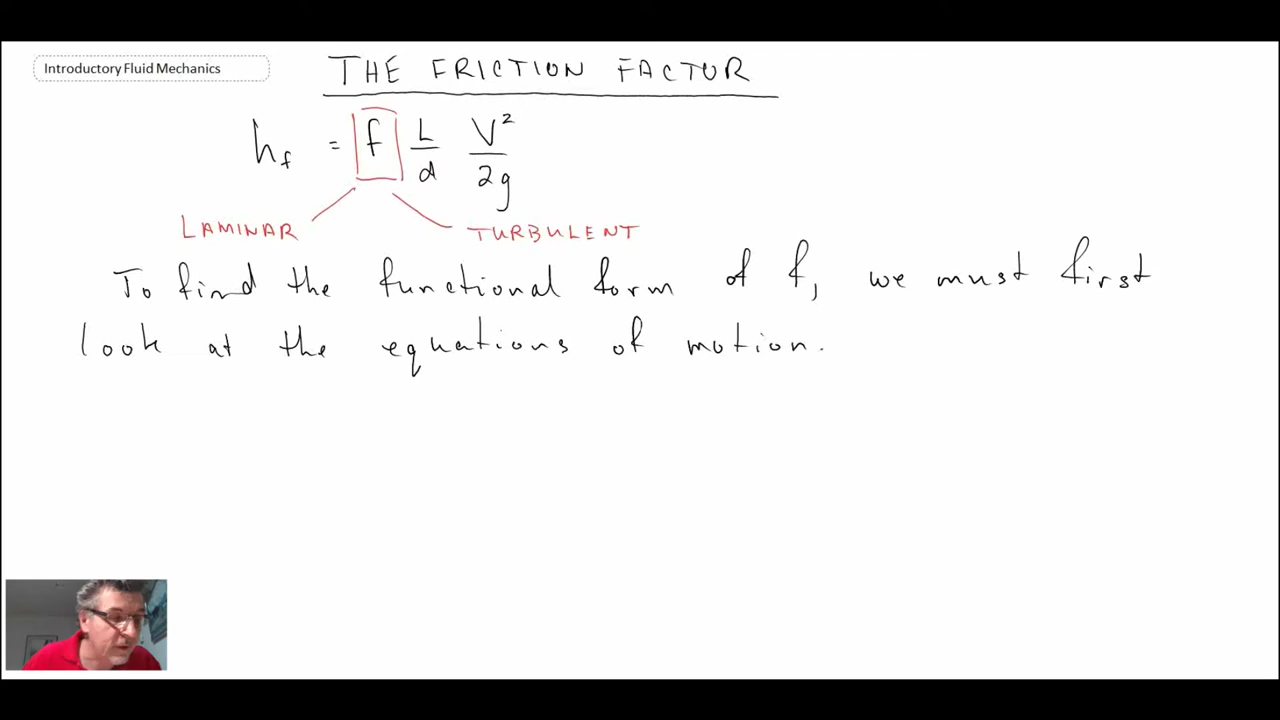 Introductory Fluid Mechanics
THE FRICTION FACTOR
h_f = f L/d V²/2g
LAMINAR TURBULENT
To find the functional form of f, we must first
look at the equations of motion.